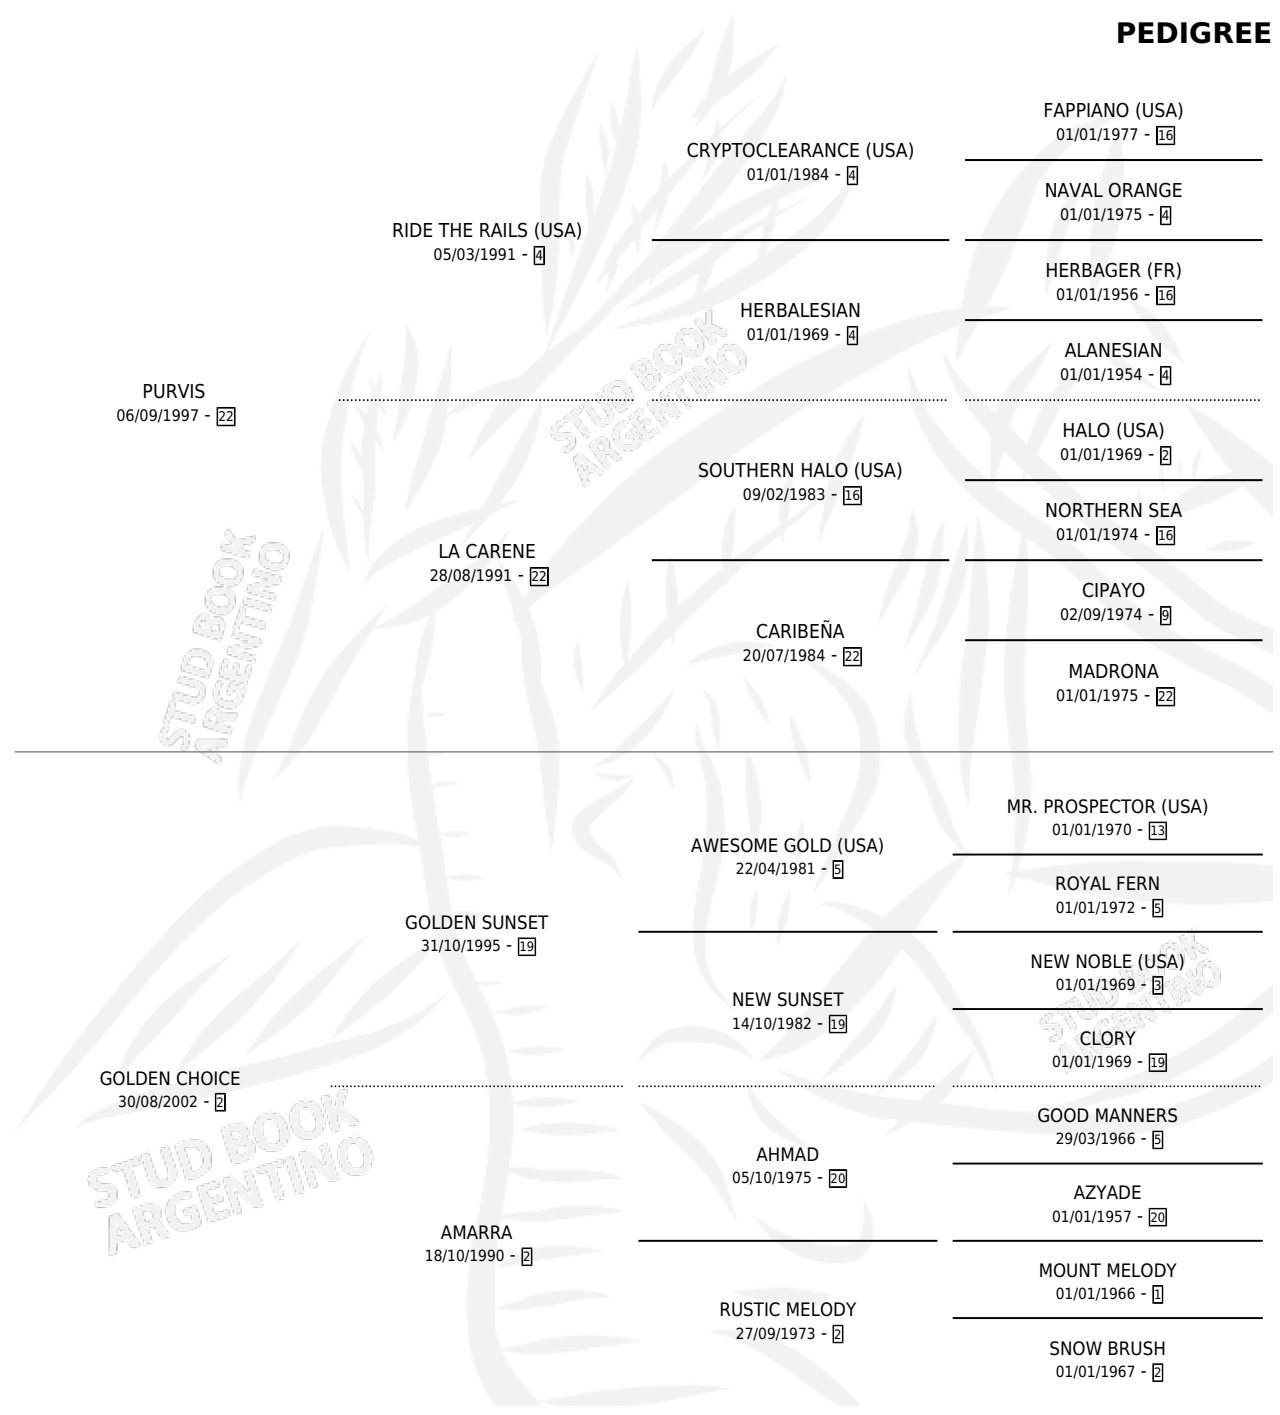 PEDIGREE
PURVIS
06/09/1997 - 22
RIDE THE RAILS (USA)
05/03/1991 - 4
LA CARENE
28/08/1991 - 22
CRYPTOCLEARANCE (USA)
01/01/1984 - 4
HERBALESIAN
01/01/1969 - 4
SOUTHERN HALO (USA)
09/02/1983 - 16
CARIBEÑA
20/07/1984 - 22
FAPPIANO (USA)
01/01/1977 - 16
NAVAL ORANGE
01/01/1975 - 4
HERBAGER (FR)
01/01/1956 - 16
ALANESIAN
01/01/1954 - 4
HALO (USA)
01/01/1969 - 2
NORTHERN SEA
01/01/1974 - 16
CIPAYO
02/09/1974 - 9
MADRONA
01/01/1975 - 22
GOLDEN CHOICE
30/08/2002 - 2
GOLDEN SUNSET
31/10/1995 - 19
AMARRA
18/10/1990 - 2
AWESOME GOLD (USA)
22/04/1981 - 5
NEW SUNSET
14/10/1982 - 19
AHMAD
05/10/1975 - 20
RUSTIC MELODY
27/09/1973 - 2
MR. PROSPECTOR (USA)
01/01/1970 - 13
ROYAL FERN
01/01/1972 - 5
NEW NOBLE (USA)
01/01/1969 - 3
CLORY
01/01/1969 - 19
GOOD MANNERS
29/03/1966 - 5
AZYADE
01/01/1957 - 20
MOUNT MELODY
01/01/1966 - 1
SNOW BRUSH
01/01/1967 - 2
STUD BOOK
ARGENTINO
STUD BOOK
ARGENTINO
STUD BOOK
ARGENTINO
STUD BOOK
ARGENTINO